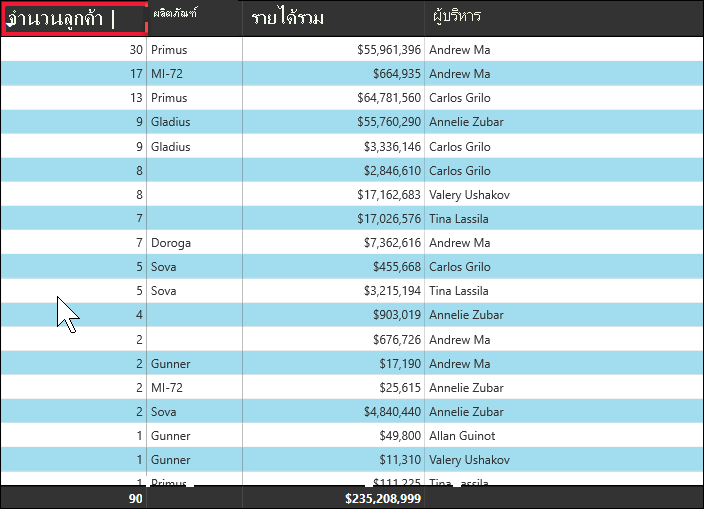 จำนวนลูกค้า ผลิตภัณฑ์ รายได้รวม ผู้บริหาร
30 Primus $55,961,396 Andrew Ma
17 MI-72 $664,935 Andrew Ma
13 Primus $64,781,560 Carlos Grilo
9 Gladius $55,760,290 Annelie Zubar
9 Gladius $3,336,146 Carlos Grilo
8 $2,846,610 Carlos Grilo
8 $17,162,683 Valery Ushakov
7 $17,026,576 Tina Lassila
7 Doroga $7,362,616 Andrew Ma
5 Sova $455,668 Carlos Grilo
5 Sova $3,215,194 Tina Lassila
4 $903,019 Annelie Zubar
2 $676,726 Andrew Ma
2 Gunner $17,190 Andrew Ma
2 MI-72 $25,615 Annelie Zubar
2 Sova $4,840,440 Annelie Zubar
1 Gunner $49,800 Allan Guinot
1 Gunner $11,310 Valery Ushakov
1 Primus $111,225 Tina Lassila
90 $235,208,999